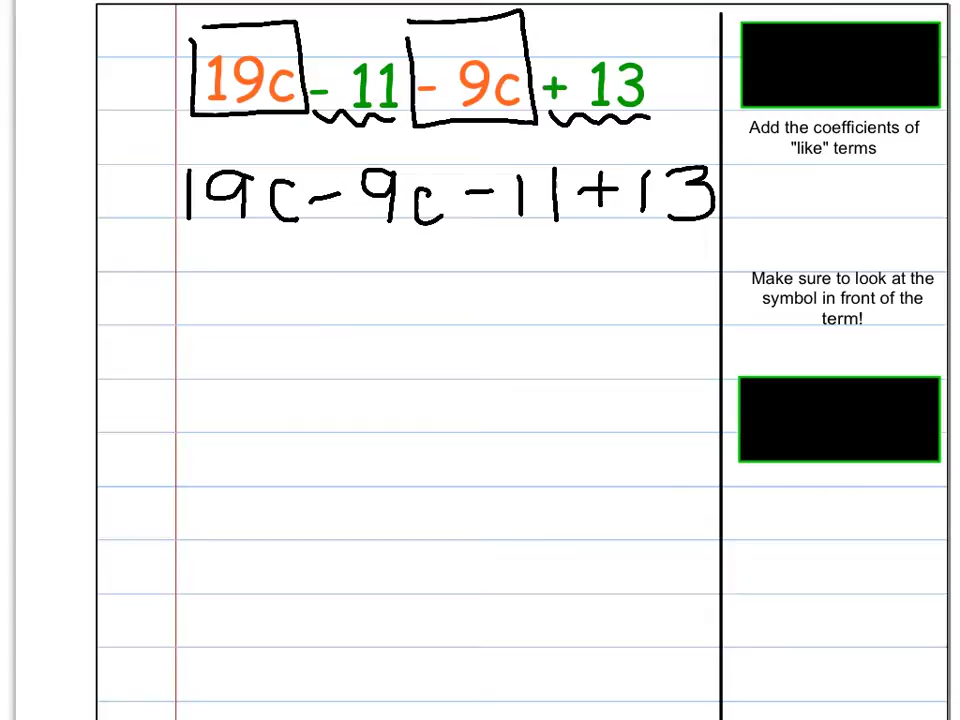 19c - 11 - 9c + 13
19c - 9c - 11 + 13
Add the coefficients of
"like" terms
Make sure to look at the
symbol in front of the
term!